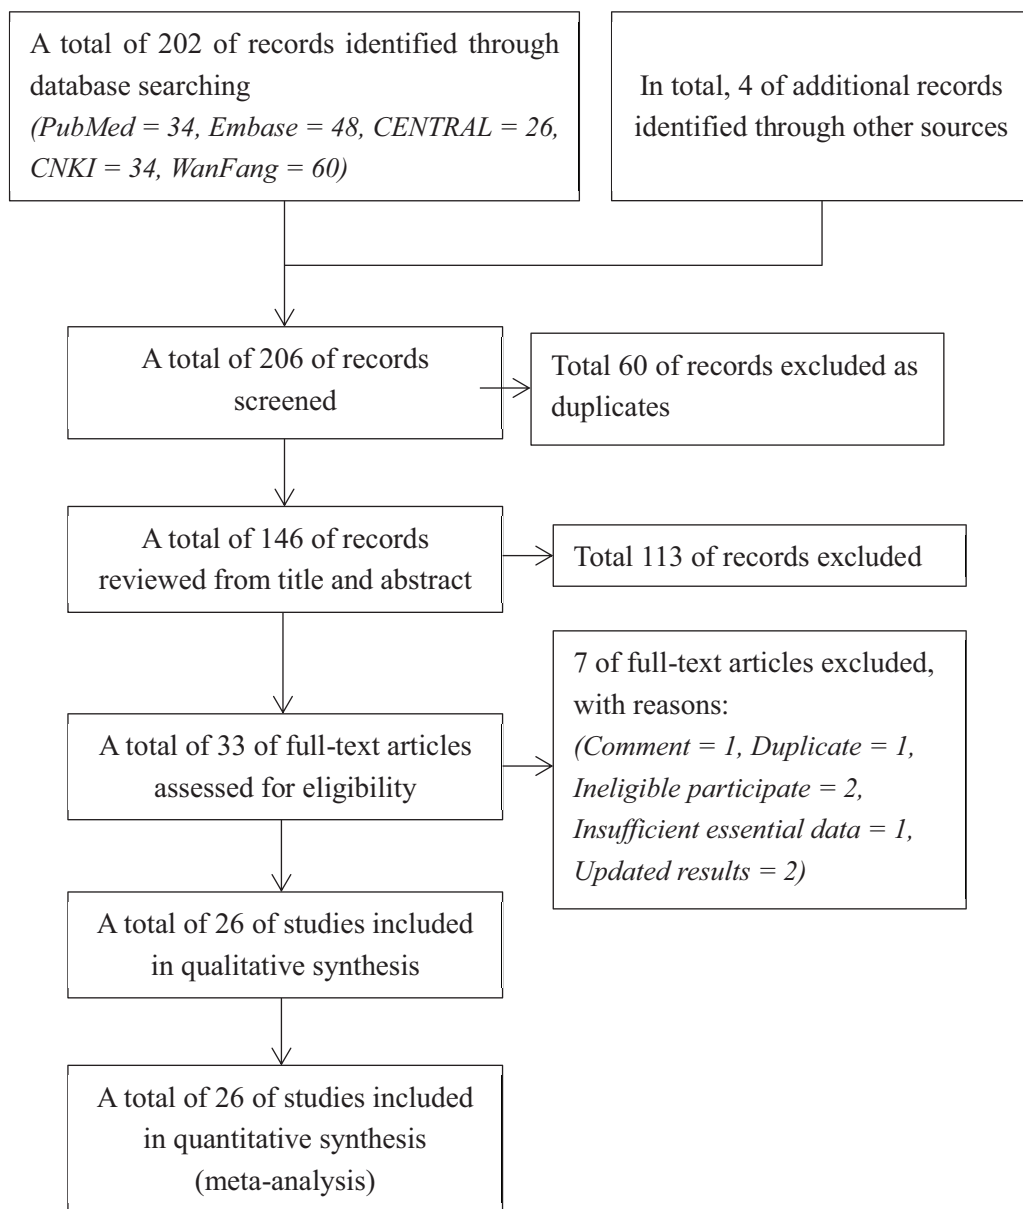 A total of 202 of records identified through
database searching
(PubMed = 34, Embase = 48, CENTRAL = 26,
CNKI = 34, WanFang = 60)
In total, 4 of additional records
identified through other sources
A total of 206 of records
screened
Total 60 of records excluded as
duplicates
A total of 146 of records
reviewed from title and abstract
Total 113 of records excluded
7 of full-text articles excluded,
with reasons:
(Comment = 1, Duplicate = 1,
Ineligible participate = 2,
Insufficient essential data = 1,
Updated results = 2)
A total of 33 of full-text articles
assessed for eligibility
A total of 26 of studies included
in qualitative synthesis
A total of 26 of studies included
in quantitative synthesis
(meta-analysis)